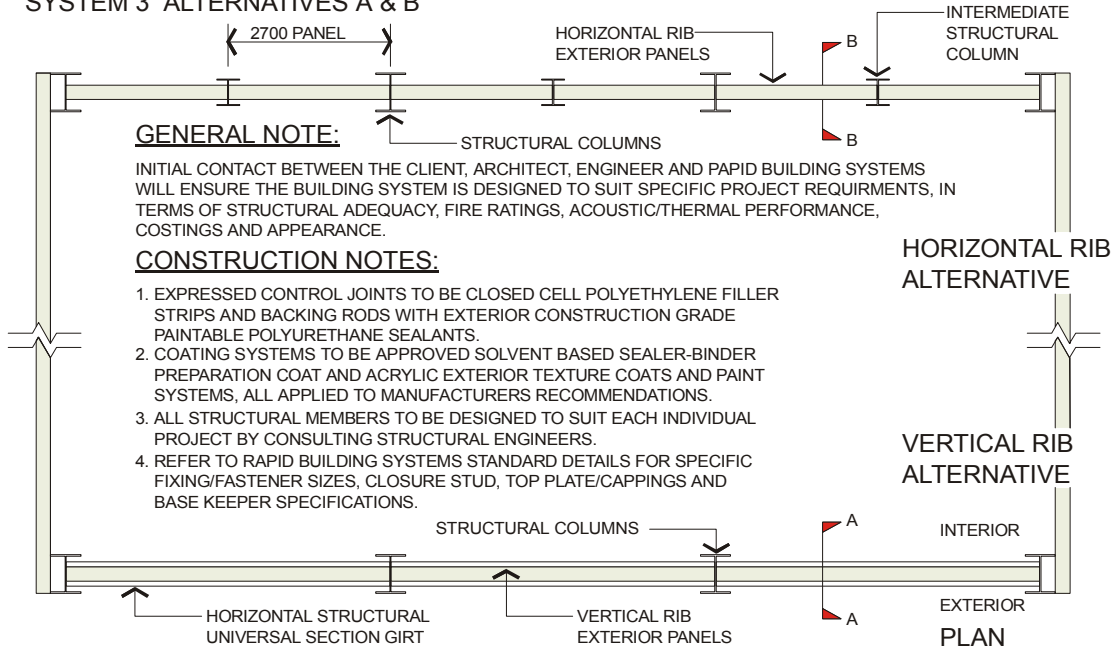 SYSTEM 3 ALTERNATIVES A & B
2700 PANEL
HORIZONTAL RIB
EXTERIOR PANELS
B
INTERMEDIATE
STRUCTURAL
COLUMN
B
STRUCTURAL COLUMNS
GENERAL NOTE:
INITIAL CONTACT BETWEEN THE CLIENT, ARCHITECT, ENGINEER AND PAPID BUILDING SYSTEMS
WILL ENSURE THE BUILDING SYSTEM IS DESIGNED TO SUIT SPECIFIC PROJECT REQUIRMENTS, IN
TERMS OF STRUCTURAL ADEQUACY, FIRE RATINGS, ACOUSTIC/THERMAL PERFORMANCE,
COSTINGS AND APPEARANCE.
CONSTRUCTION NOTES:
1. EXPRESSED CONTROL JOINTS TO BE CLOSED CELL POLYETHYLENE FILLER
STRIPS AND BACKING RODS WITH EXTERIOR CONSTRUCTION GRADE
PAINTABLE POLYURETHANE SEALANTS.
2. COATING SYSTEMS TO BE APPROVED SOLVENT BASED SEALER-BINDER
PREPARATION COAT AND ACRYLIC EXTERIOR TEXTURE COATS AND PAINT
SYSTEMS, ALL APPLIED TO MANUFACTURERS RECOMMENDATIONS.
3. ALL STRUCTURAL MEMBERS TO BE DESIGNED TO SUIT EACH INDIVIDUAL
PROJECT BY CONSULTING STRUCTURAL ENGINEERS.
4. REFER TO RAPID BUILDING SYSTEMS STANDARD DETAILS FOR SPECIFIC
FIXING/FASTENER SIZES, CLOSURE STUD, TOP PLATE/CAPPINGS AND
BASE KEEPER SPECIFICATIONS.
HORIZONTAL RIB
ALTERNATIVE
VERTICAL RIB
ALTERNATIVE
STRUCTURAL COLUMNS
A
INTERIOR
HORIZONTAL STRUCTURAL
UNIVERSAL SECTION GIRT
VERTICAL RIB
EXTERIOR PANELS
A
EXTERIOR
PLAN